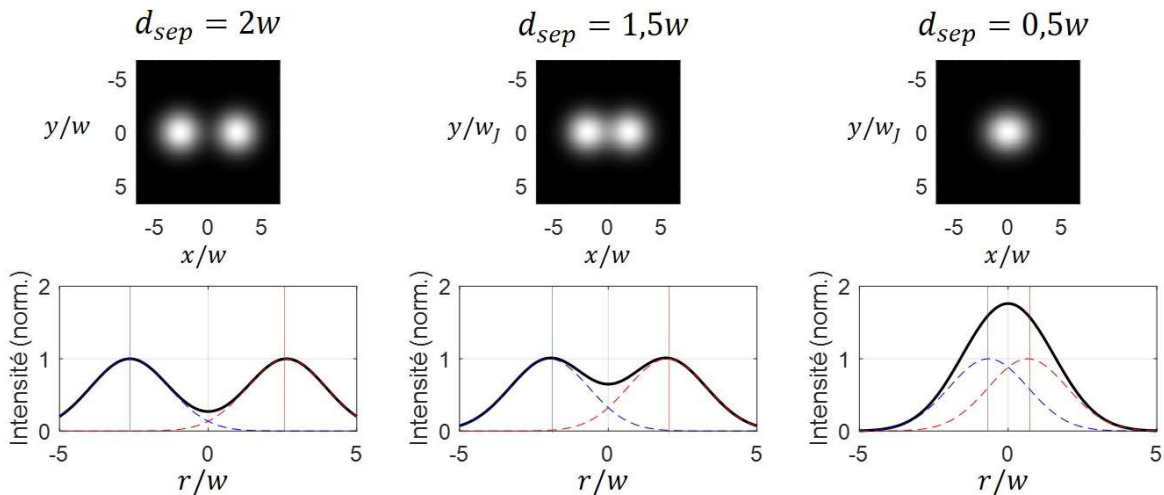 d_sep = 2w
d_sep = 1,5w
d_sep = 0,5w
-5
y/w 0
5
-5 0 5
x/w
-5
y/w_J 0
5
-5 0 5
x/w
-5
y/w_J 0
5
-5 0 5
x/w
Intensité (norm.)
2
1
0
-5 0 5
r/w
Intensité (norm.)
2
1
0
-5 0 5
r/w
Intensité (norm.)
2
1
0
-5 0 5
r/w